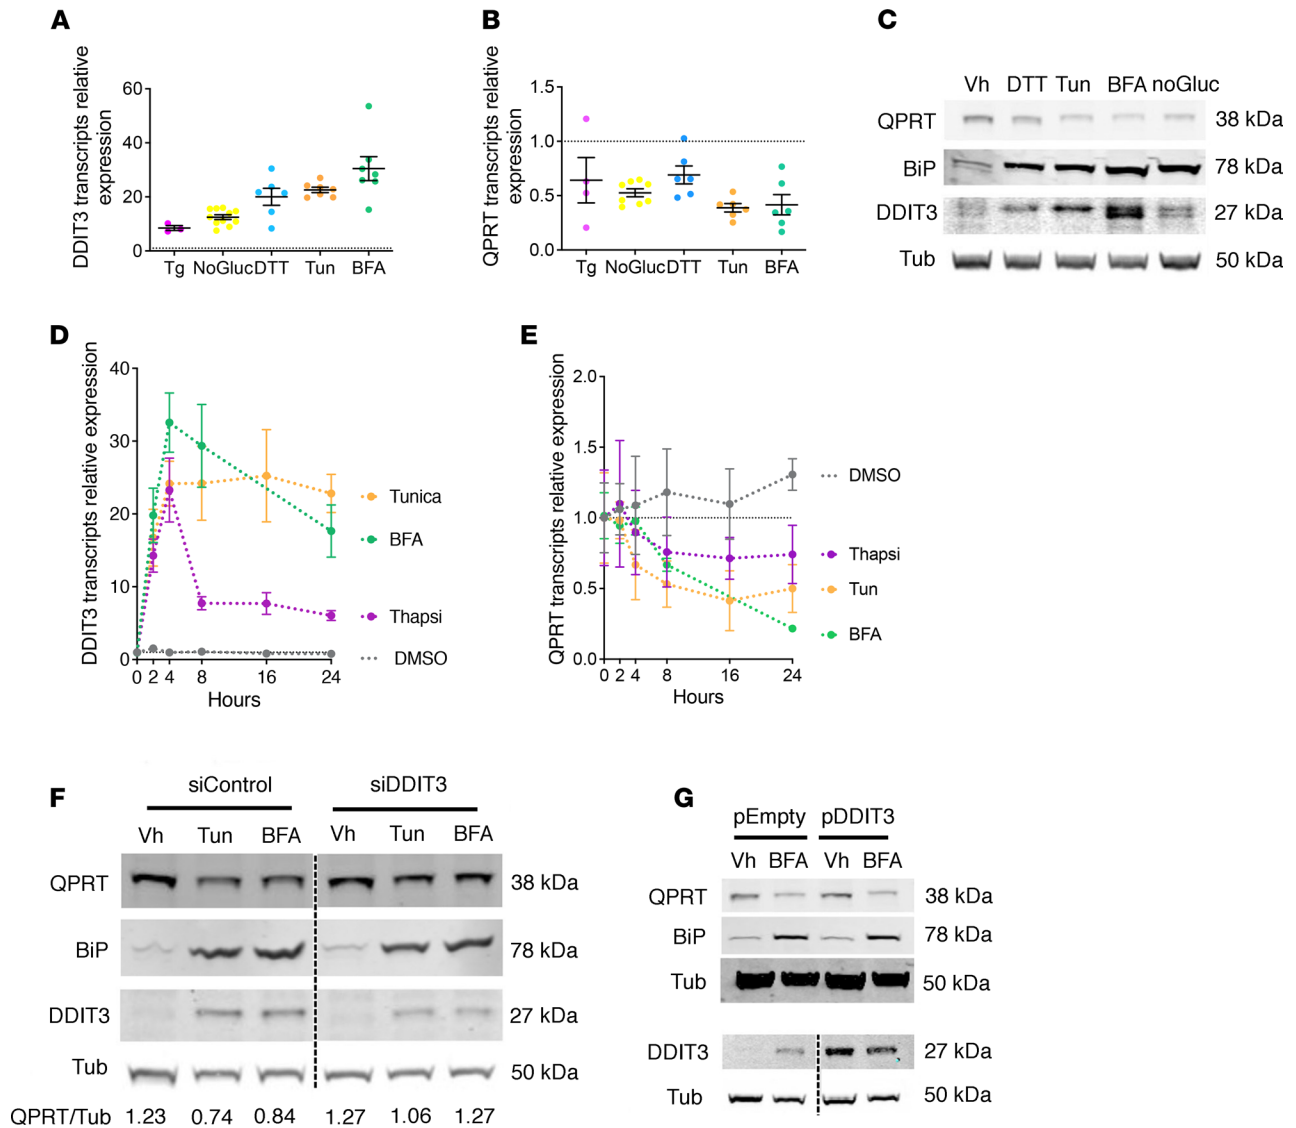 A
DDIT3 transcripts relative
expression
60
40
20
0
Tg NoGluc DTT Tun BFA
B
QPRT transcripts relative
expression
1.5
1.0
0.5
0.0
Tg NoGluc DTT Tun BFA
C
Vh DTT Tun BFA noGluc
QPRT 38 kDa
BiP 78 kDa
DDIT3 27 kDa
Tub 50 kDa
D
DDIT3 transcripts relative expression
40
30
20
10
0
0 2 4 8 16 24
Hours
Tunica
BFA
Thapsi
DMSO
E
QPRT transcripts relative expression
2.0
1.5
1.0
0.5
0.0
0 2 4 8 16 24
Hours
DMSO
Thapsi
Tun
BFA
F
siControl siDDIT3
Vh Tun BFA Vh Tun BFA
QPRT 38 kDa
BiP 78 kDa
DDIT3 27 kDa
Tub 50 kDa
QPRT/Tub 1.23 0.74 0.84 1.27 1.06 1.27
G
pEmpty pDDIT3
Vh BFA Vh BFA
QPRT 38 kDa
BiP 78 kDa
Tub 50 kDa
DDIT3 27 kDa
Tub 50 kDa